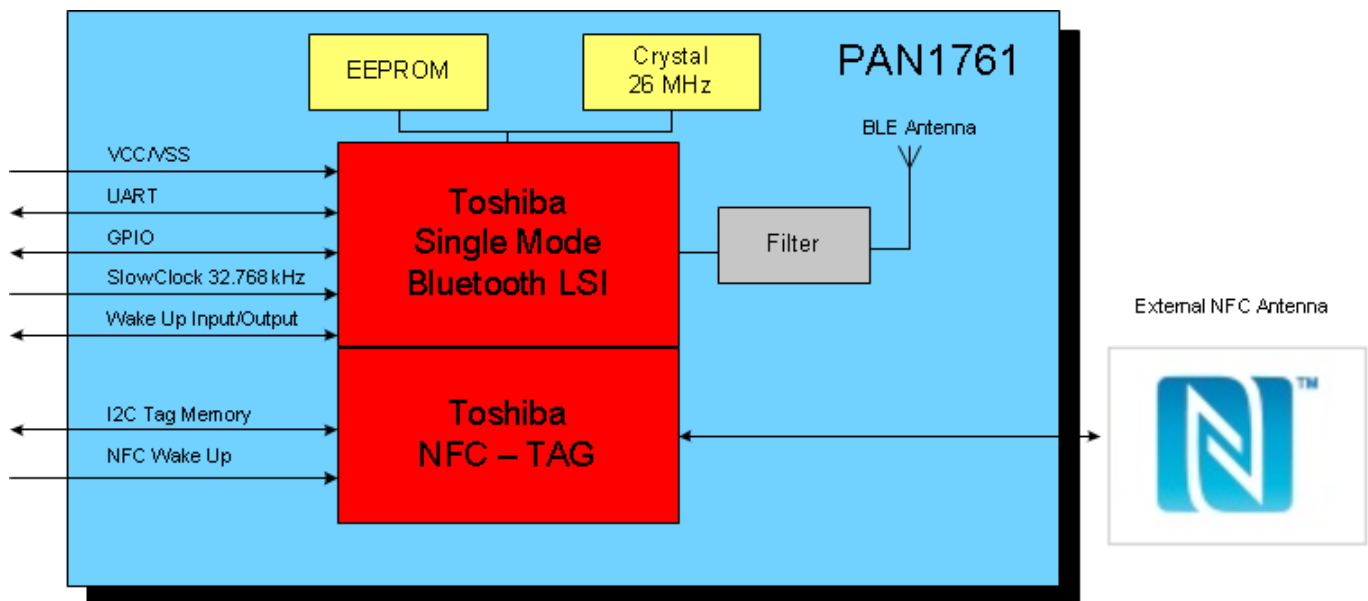 PAN1761
EEPROM
Crystal
26 MHz
BLE Antenna
VCC/VSS
UART
GPIO
SlowClock 32.768 kHz
Wake Up Input/Output
Toshiba
Single Mode
Bluetooth LSI
Filter
External NFC Antenna
I2C Tag Memory
NFC Wake Up
Toshiba
NFC – TAG
TM